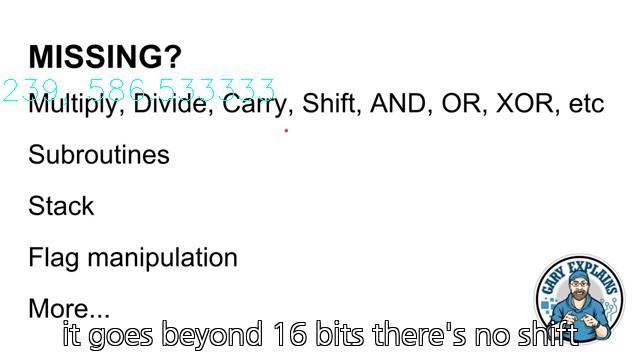 MISSING?
239, 586.533333
Multiply, Divide, Carry, Shift, AND, OR, XOR, etc
Subroutines
Stack
Flag manipulation
GARY EXPLAINS
More...
it goes beyond 16 bits there's no shift